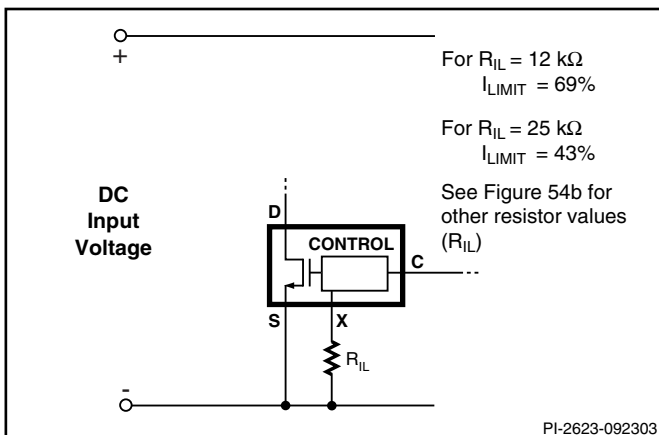 +
For R_IL = 12 kΩ
I_LIMIT = 69%
For R_IL = 25 kΩ
I_LIMIT = 43%
See Figure 54b for
other resistor values
(R_IL)
DC
Input
Voltage
D
CONTROL
C
S
X
R_IL
-
PI-2623-092303